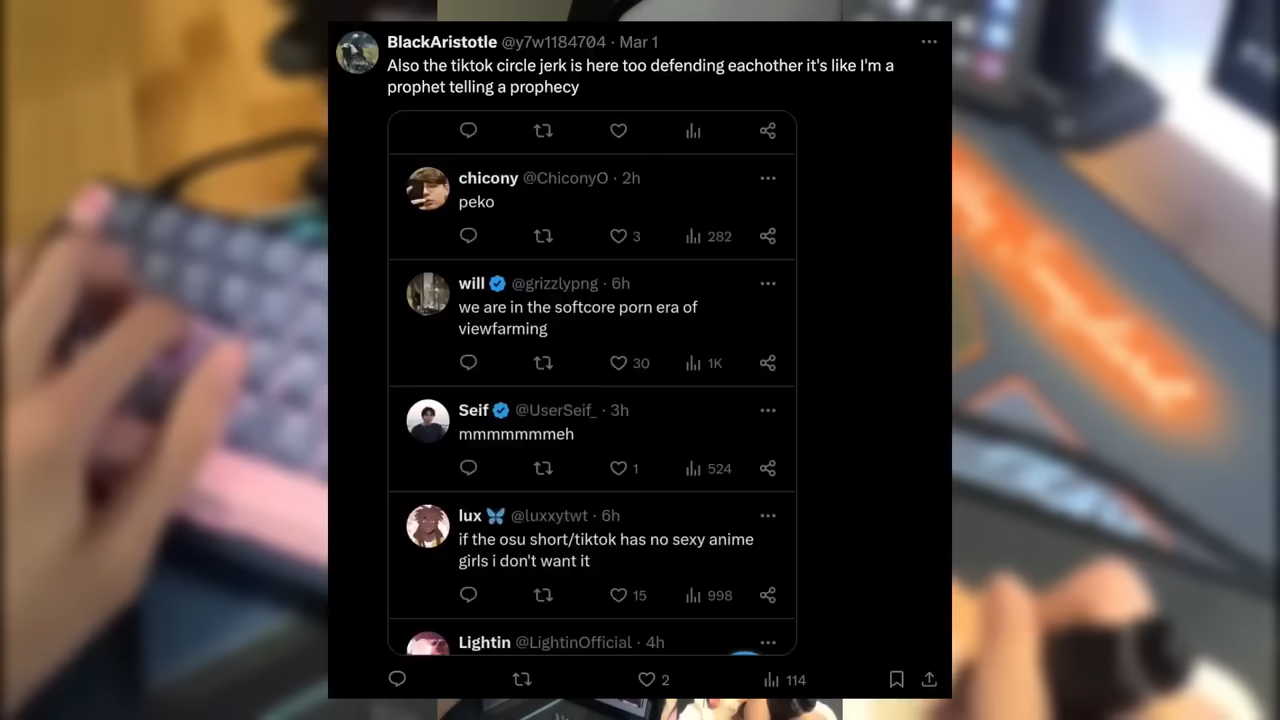 BlackAristotle @y7w1184704 · Mar 1
Also the tiktok circle jerk is here too defending eachother it's like I'm a
prophet telling a prophecy
chicony @ChiconyO · 2h
peko
3 282
will @grizzlypng · 6h
we are in the softcore porn era of
viewfarming
30 1K
Seif @UserSeif_ · 3h
mmmmmmmeh
1 524
lux 🦋 @luxxytwt · 6h
if the osu short/tiktok has no sexy anime
girls i don't want it
15 998
Lightin @LightinOfficial · 4h
2 114